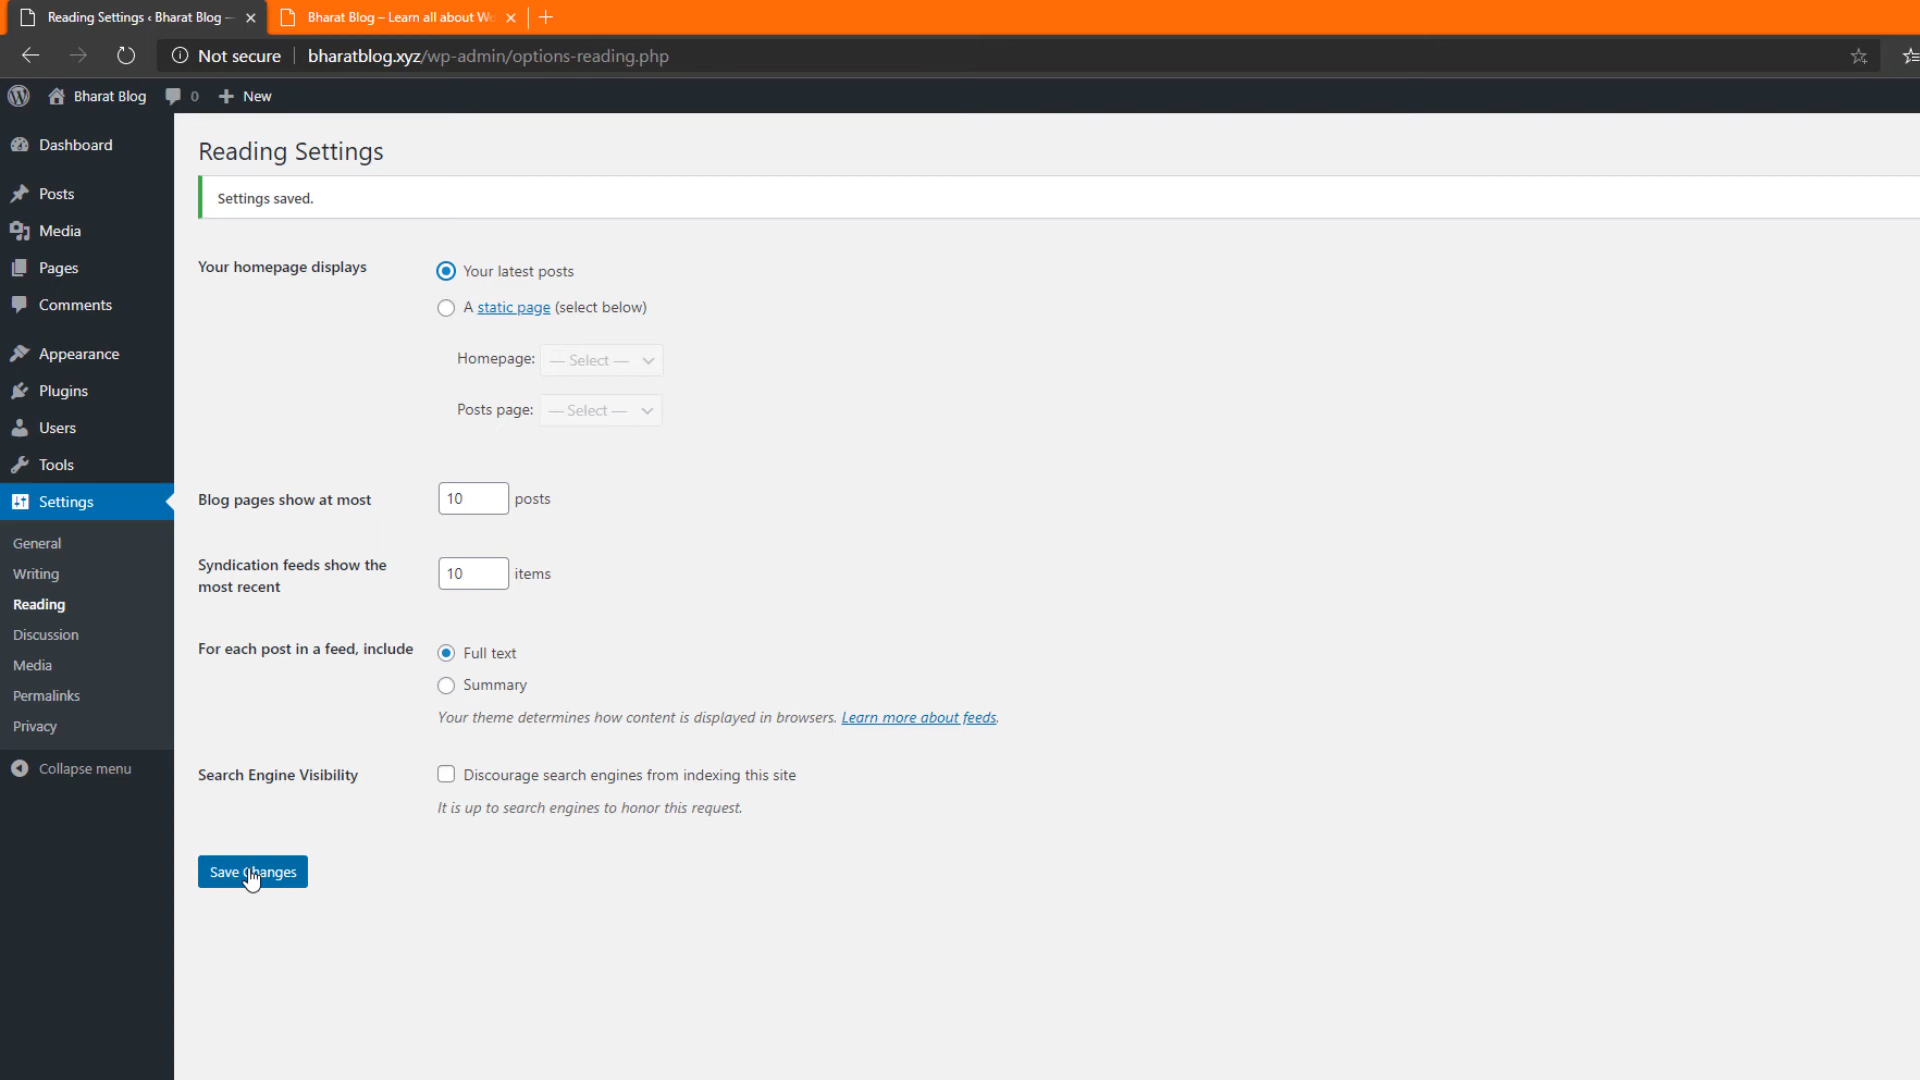 Reading Settings ‹ Bharat Blog —
Bharat Blog – Learn all about Wo
Not secure
bharatblog.xyz/wp-admin/options-reading.php
Bharat Blog
0
New
Dashboard
Posts
Media
Pages
Comments
Appearance
Plugins
Users
Tools
Settings
General
Writing
Reading
Discussion
Media
Permalinks
Privacy
Collapse menu
Reading Settings
Settings saved.
Your homepage displays
Your latest posts
A static page (select below)
Homepage: — Select —
Posts page: — Select —
Blog pages show at most
10 posts
Syndication feeds show the
most recent
10 items
For each post in a feed, include
Full text
Summary
Your theme determines how content is displayed in browsers. Learn more about feeds.
Search Engine Visibility
Discourage search engines from indexing this site
It is up to search engines to honor this request.
Save Changes